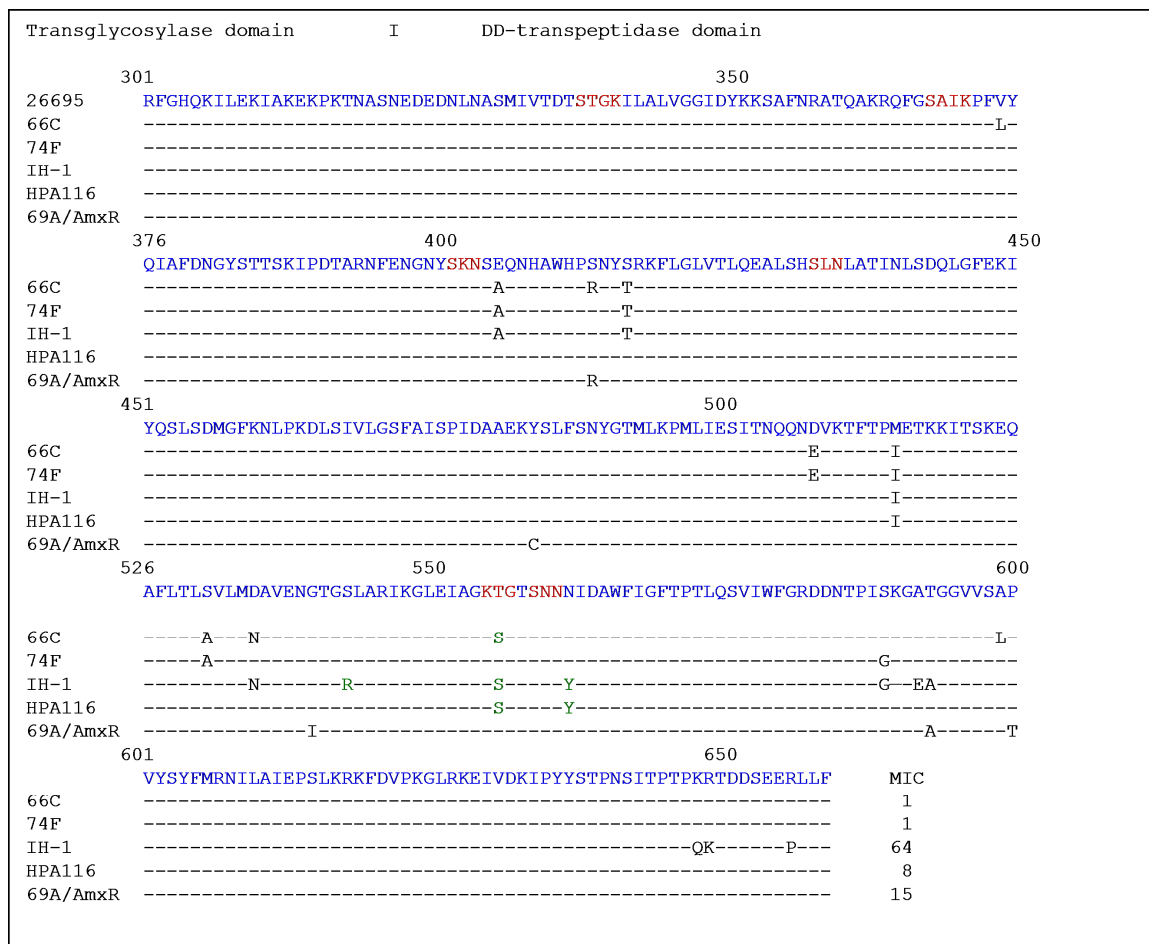 Transglycosylase domain I DD-transpeptidase domain
301 350
26695 RFGHQKILEKIAKEKPKTNASNEDEDNLNASMIVTDTSTGKILALVGGIDYKKSAFNRATQAKRQFGSAIKPFVY
66C -------------------------------------------------------------------------L-
74F ---------------------------------------------------------------------------
IH-1 ---------------------------------------------------------------------------
HPA116 ---------------------------------------------------------------------------
69A/AmxR ---------------------------------------------------------------------------
376 400 450
QIAFDNGYSTTSKIPDTARNFENGNYSKNSEQNHAWHPSNYSRKFLGLVTLQEALSHSLNLATINLSDQLGFEKI
66C ------------------------------A-------R--T---------------------------------
74F ------------------------------A----------T---------------------------------
IH-1 ------------------------------A----------T---------------------------------
HPA116 ---------------------------------------------------------------------------
69A/AmxR --------------------------------------R------------------------------------
451 500
YQSLSDMGFKNLPKDLSIVLGSFAISPIDAAEKYSLFSNYGTMLKPMLIESITNQQNDVKTFTPMETKKITSKEQ
66C ---------------------------------------------------------E------I----------
74F ---------------------------------------------------------E------I----------
IH-1 ----------------------------------------------------------------I----------
HPA116 ----------------------------------------------------------------I----------
69A/AmxR ---------------------------------C-----------------------------------------
526 550 600
AFLTLSVLMDAVENGTGSLARIKGLEIAGKTGTSNNNIDAWFIGFTPTLQSVIWFGRDDNTPISKGATGGVVSAP
66C -----A---N--------------------S------------------------------------------L-
74F -----A---------------------------------------------------------G-----------
IH-1 ---------N-------R------------S-----Y--------------------------G--EA-------
HPA116 ------------------------------S-----Y--------------------------------------
69A/AmxR --------------I----------------------------------------------------A------T
601 650
VYSYFMRNILAIEPSLKRKFDVPKGLRKEIVDKIPYYSTPNSITPTPKRTDDSEERLLF MIC
66C ----------------------------------------------------------- 1
74F ----------------------------------------------------------- 1
IH-1 -----------------------------------------------QK------P--- 64
HPA116 ----------------------------------------------------------- 8
69A/AmxR ----------------------------------------------------------- 15